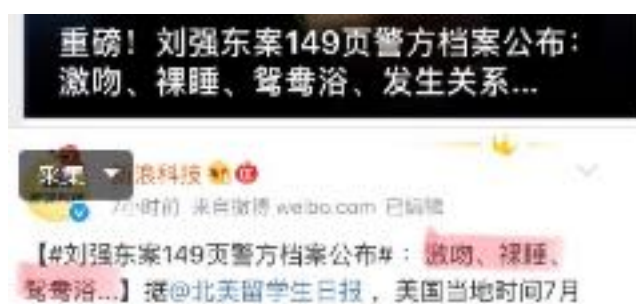 重磅！刘强东案149页警方档案公布：
激吻、裸睡、鸳鸯浴、发生关系...
采集
浪科技
7小时前 来自微博 weibo.com 已编辑
【#刘强东案149页警方档案公布#：激吻、裸睡、
鸳鸯浴...】据@北美留学生日报，美国当地时间7月